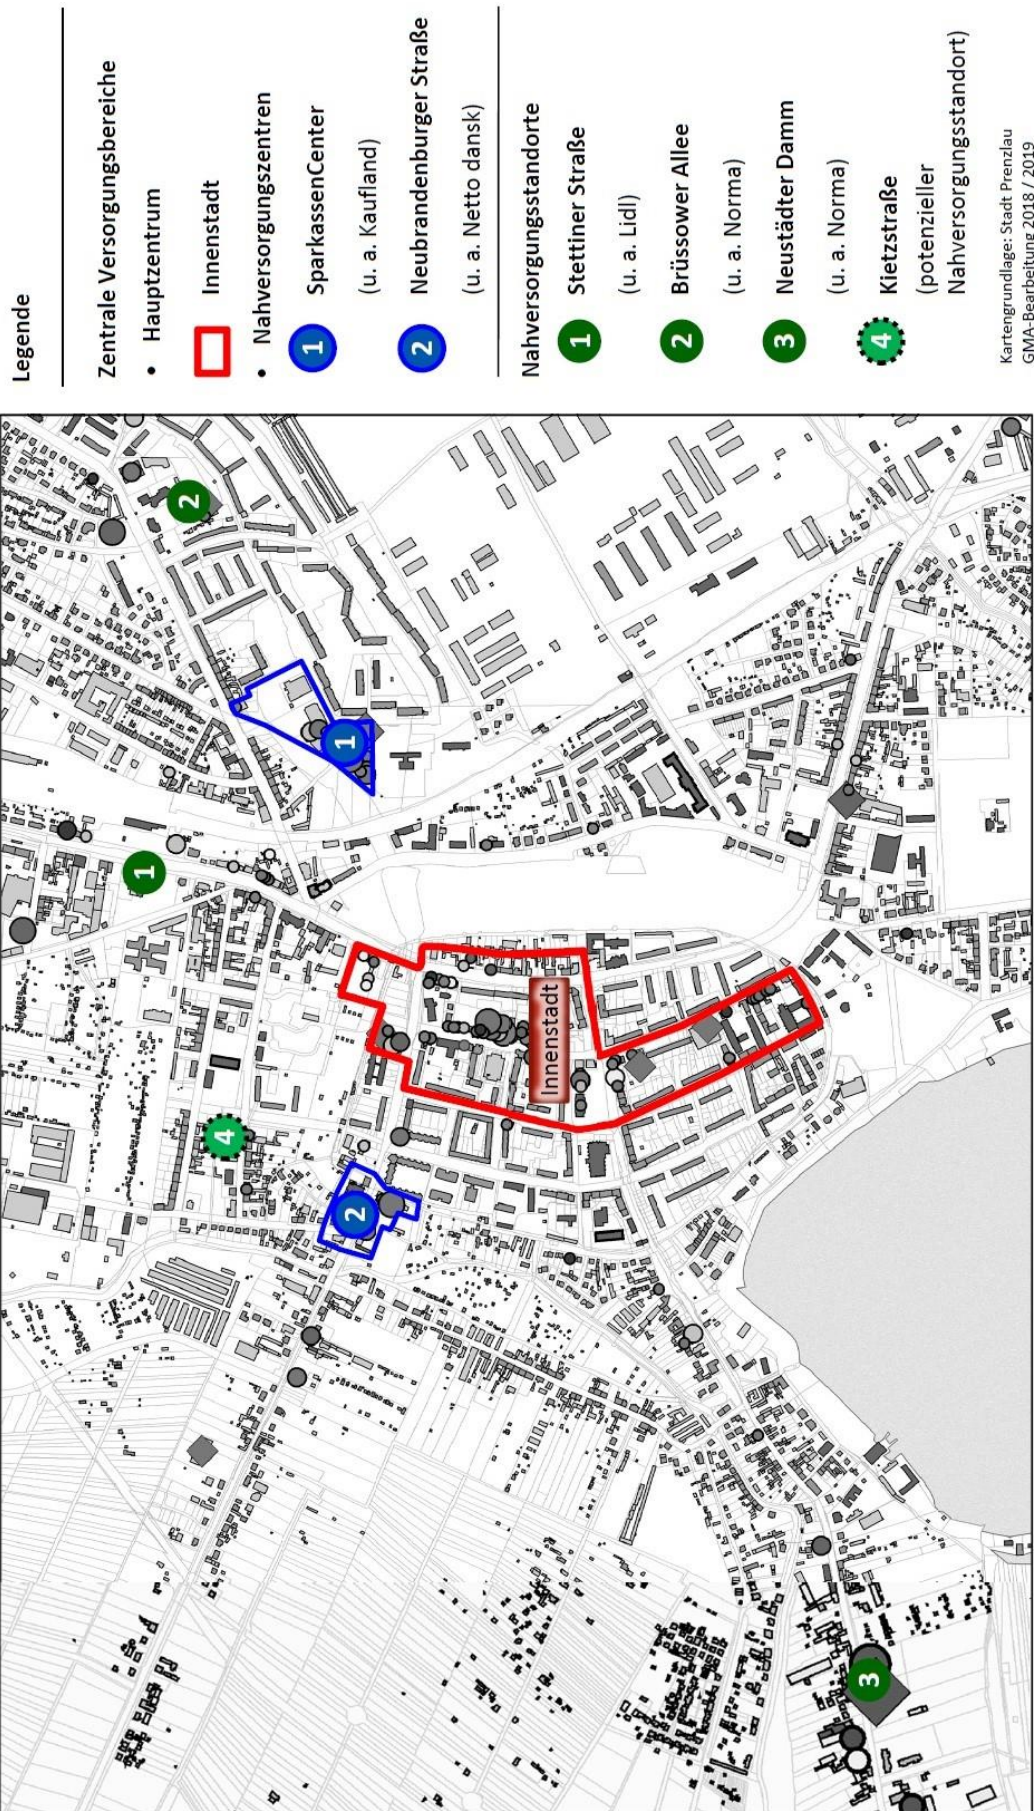 Legende
Zentrale Versorgungsbereiche
• Hauptzentrum
Innenstadt
• Nahversorgungszentren
1 SparkassenCenter
(u. a. Kaufland)
2 Neubrandenburger Straße
(u. a. Netto dansk)
Nahversorgungsstandorte
1 Stettiner Straße
(u. a. Lidl)
2 Brüssower Allee
(u. a. Norma)
3 Neustädter Damm
(u. a. Norma)
4 Kietzstraße
(potenzieller
Nahversorgungsstandort)
Kartengrundlage: Stadt Prenzlau
GMA-Bearbeitung 2018 / 2019
2
1
1
4
2
Innenstadt
3